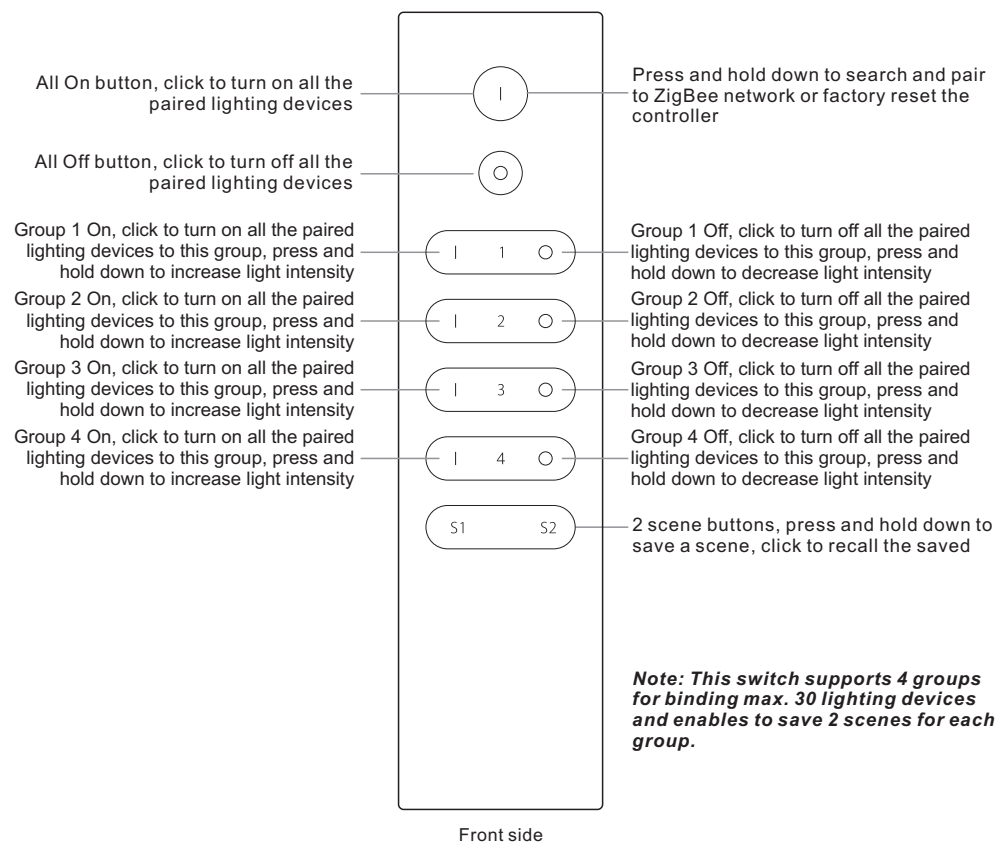 All On button, click to turn on all the
paired lighting devices
I
Press and hold down to search and pair
to ZigBee network or factory reset the
controller
All Off button, click to turn off all the
paired lighting devices
Group 1 On, click to turn on all the paired
lighting devices to this group, press and
hold down to increase light intensity
I 1 O
Group 1 Off, click to turn off all the paired
lighting devices to this group, press and
hold down to decrease light intensity
Group 2 On, click to turn on all the paired
lighting devices to this group, press and
hold down to increase light intensity
I 2 O
Group 2 Off, click to turn off all the paired
lighting devices to this group, press and
hold down to decrease light intensity
Group 3 On, click to turn on all the paired
lighting devices to this group, press and
hold down to increase light intensity
I 3 O
Group 3 Off, click to turn off all the paired
lighting devices to this group, press and
hold down to decrease light intensity
Group 4 On, click to turn on all the paired
lighting devices to this group, press and
hold down to increase light intensity
I 4 O
Group 4 Off, click to turn off all the paired
lighting devices to this group, press and
hold down to decrease light intensity
S1 S2
2 scene buttons, press and hold down to
save a scene, click to recall the saved
Note: This switch supports 4 groups
for binding max. 30 lighting devices
and enables to save 2 scenes for each
group.
Front side